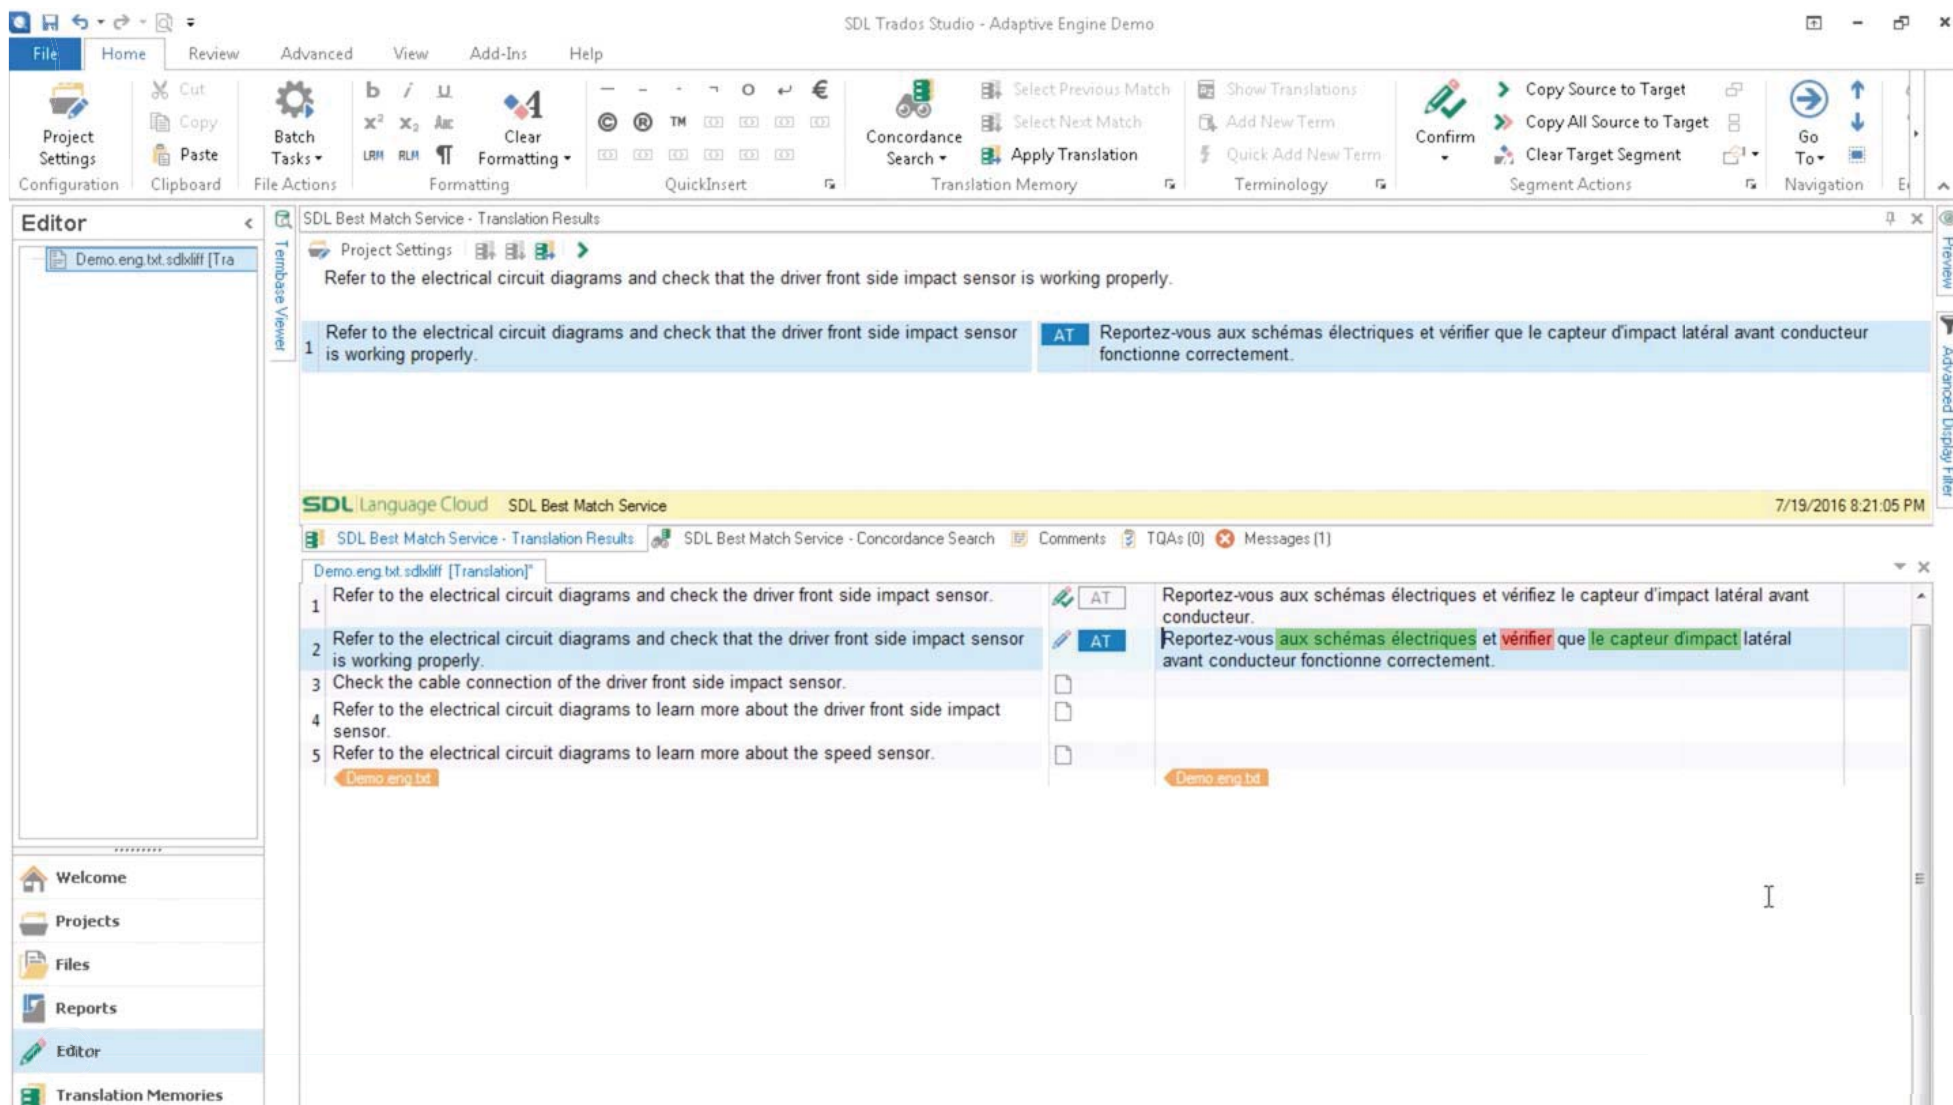 SDL Trados Studio - Adaptive Engine Demo
File Home Review Advanced View Add-Ins Help
Project Settings
Cut
Copy
Paste
Batch Tasks
b i u
x² x₂ Abc
LRM RLM ¶
Clear Formatting
— - - ¬ O ↵ €
© ® TM
Concordance Search
Select Previous Match
Select Next Match
Apply Translation
Show Translations
Add New Term
Quick Add New Term
Confirm
Copy Source to Target
Copy All Source to Target
Clear Target Segment
Go To
Configuration Clipboard File Actions Formatting QuickInsert Translation Memory Terminology Segment Actions Navigation
Editor
Demo.eng.txt.sdlxliff [Tra
Termbase Viewer
SDL Best Match Service - Translation Results
Project Settings
Refer to the electrical circuit diagrams and check that the driver front side impact sensor is working properly.
1 Refer to the electrical circuit diagrams and check that the driver front side impact sensor
is working properly.
AT Reportez-vous aux schémas électriques et vérifier que le capteur d'impact latéral avant conducteur
fonctionne correctement.
Preview
Advanced Display Filter
SDL Language Cloud SDL Best Match Service 7/19/2016 8:21:05 PM
SDL Best Match Service - Translation Results SDL Best Match Service - Concordance Search Comments TQAs (0) Messages (1)
Demo.eng.txt.sdlxliff [Translation]*
1 Refer to the electrical circuit diagrams and check the driver front side impact sensor.
AT Reportez-vous aux schémas électriques et vérifiez le capteur d'impact latéral avant
conducteur.
2 Refer to the electrical circuit diagrams and check that the driver front side impact sensor
is working properly.
AT Reportez-vous aux schémas électriques et vérifier que le capteur d'impact latéral
avant conducteur fonctionne correctement.
3 Check the cable connection of the driver front side impact sensor.
4 Refer to the electrical circuit diagrams to learn more about the driver front side impact
sensor.
5 Refer to the electrical circuit diagrams to learn more about the speed sensor.
Demo.eng.txt Demo.eng.txt
Welcome
Projects
Files
Reports
Editor
Translation Memories